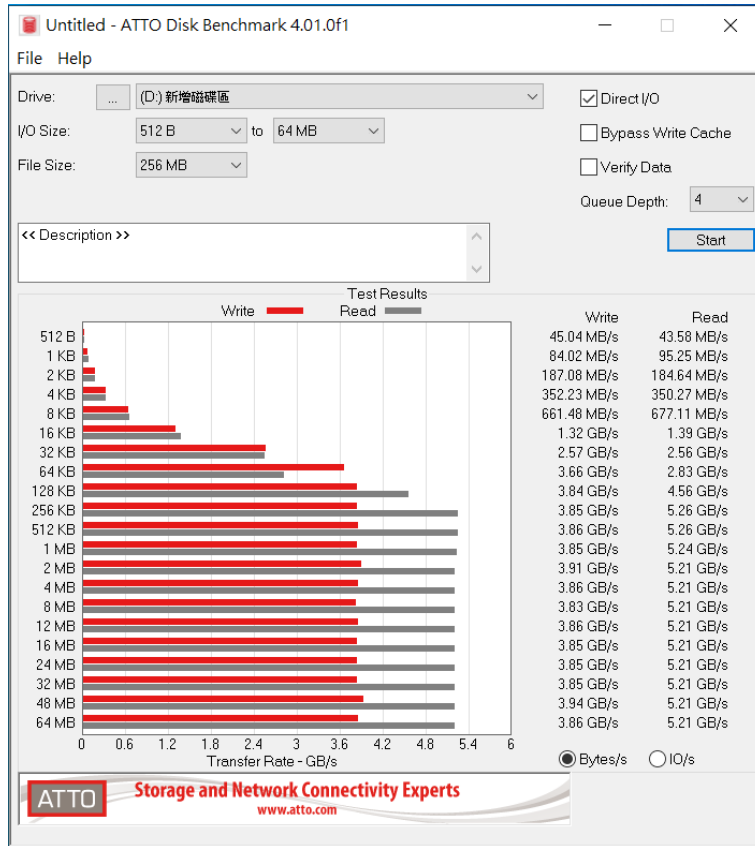 Untitled - ATTO Disk Benchmark 4.01.0f1
File Help
Drive: ... (D:) 新增磁碟區
Direct I/O
I/O Size: 512 B to 64 MB
Bypass Write Cache
File Size: 256 MB
Verify Data
Queue Depth: 4
<< Description >>
Start
Test Results
Write Read Write Read
512 B 45.04 MB/s 43.58 MB/s
1 KB 84.02 MB/s 95.25 MB/s
2 KB 187.08 MB/s 184.64 MB/s
4 KB 352.23 MB/s 350.27 MB/s
8 KB 661.48 MB/s 677.11 MB/s
16 KB 1.32 GB/s 1.39 GB/s
32 KB 2.57 GB/s 2.56 GB/s
64 KB 3.66 GB/s 2.83 GB/s
128 KB 3.84 GB/s 4.56 GB/s
256 KB 3.85 GB/s 5.26 GB/s
512 KB 3.86 GB/s 5.26 GB/s
1 MB 3.85 GB/s 5.24 GB/s
2 MB 3.91 GB/s 5.21 GB/s
4 MB 3.86 GB/s 5.21 GB/s
8 MB 3.83 GB/s 5.21 GB/s
12 MB 3.86 GB/s 5.21 GB/s
16 MB 3.85 GB/s 5.21 GB/s
24 MB 3.85 GB/s 5.21 GB/s
32 MB 3.85 GB/s 5.21 GB/s
48 MB 3.94 GB/s 5.21 GB/s
64 MB 3.86 GB/s 5.21 GB/s
0 0.6 1.2 1.8 2.4 3 3.6 4.2 4.8 5.4 6
Transfer Rate - GB/s
Bytes/s IO/s
ATTO
Storage and Network Connectivity Experts
www.atto.com